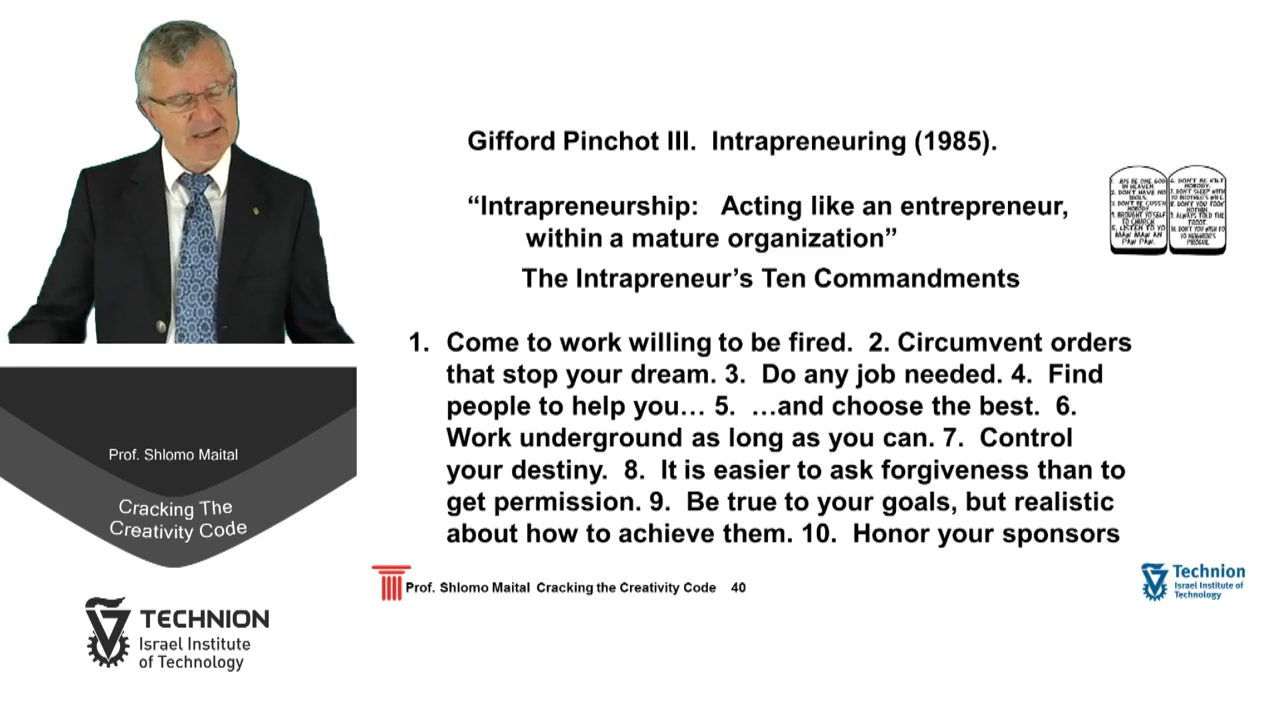 Gifford Pinchot III. Intrapreneuring (1985).
“Intrapreneurship: Acting like an entrepreneur,
within a mature organization”
The Intrapreneur’s Ten Commandments
1. Come to work willing to be fired. 2. Circumvent orders
that stop your dream. 3. Do any job needed. 4. Find
people to help you… 5. …and choose the best. 6.
Work underground as long as you can. 7. Control
your destiny. 8. It is easier to ask forgiveness than to
get permission. 9. Be true to your goals, but realistic
about how to achieve them. 10. Honor your sponsors
Prof. Shlomo Maital Cracking the Creativity Code 40
Technion
Israel Institute of
Technology
Prof. Shlomo Maital
Cracking The
Creativity Code
TECHNION
Israel Institute
of Technology